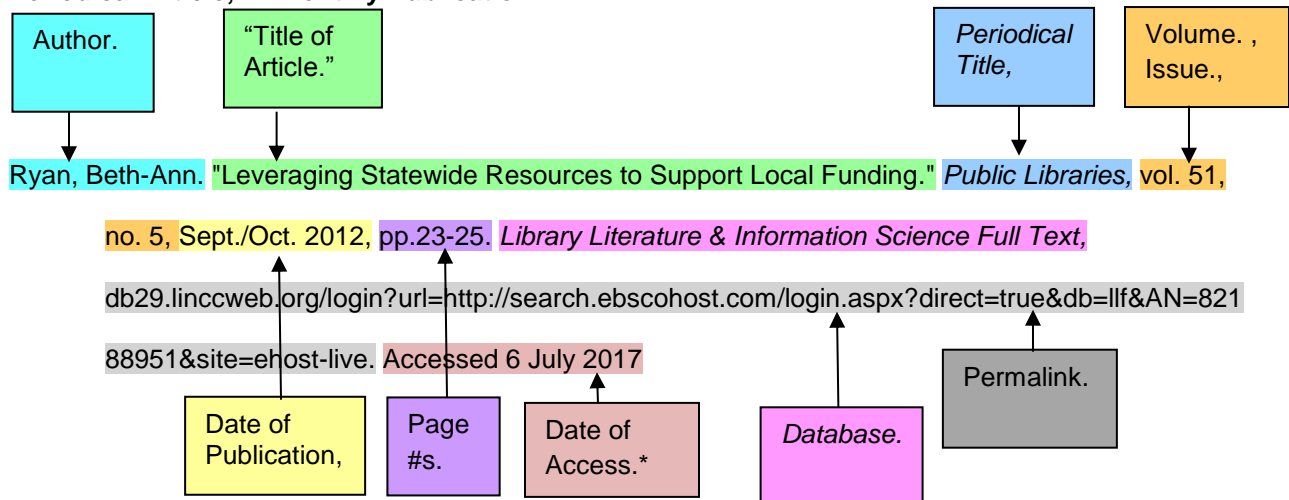 Author.
“Title of
Article.”
Periodical
Title,
Volume. ,
Issue.,
Ryan, Beth-Ann. "Leveraging Statewide Resources to Support Local Funding." Public Libraries, vol. 51,
no. 5, Sept./Oct. 2012, pp.23-25. Library Literature & Information Science Full Text,
db29.linccweb.org/login?url=http://search.ebscohost.com/login.aspx?direct=true&db=llf&AN=821
88951&site=ehost-live. Accessed 6 July 2017
Date of
Publication,
Page
#s.
Date of
Access.*
Database.
Permalink.